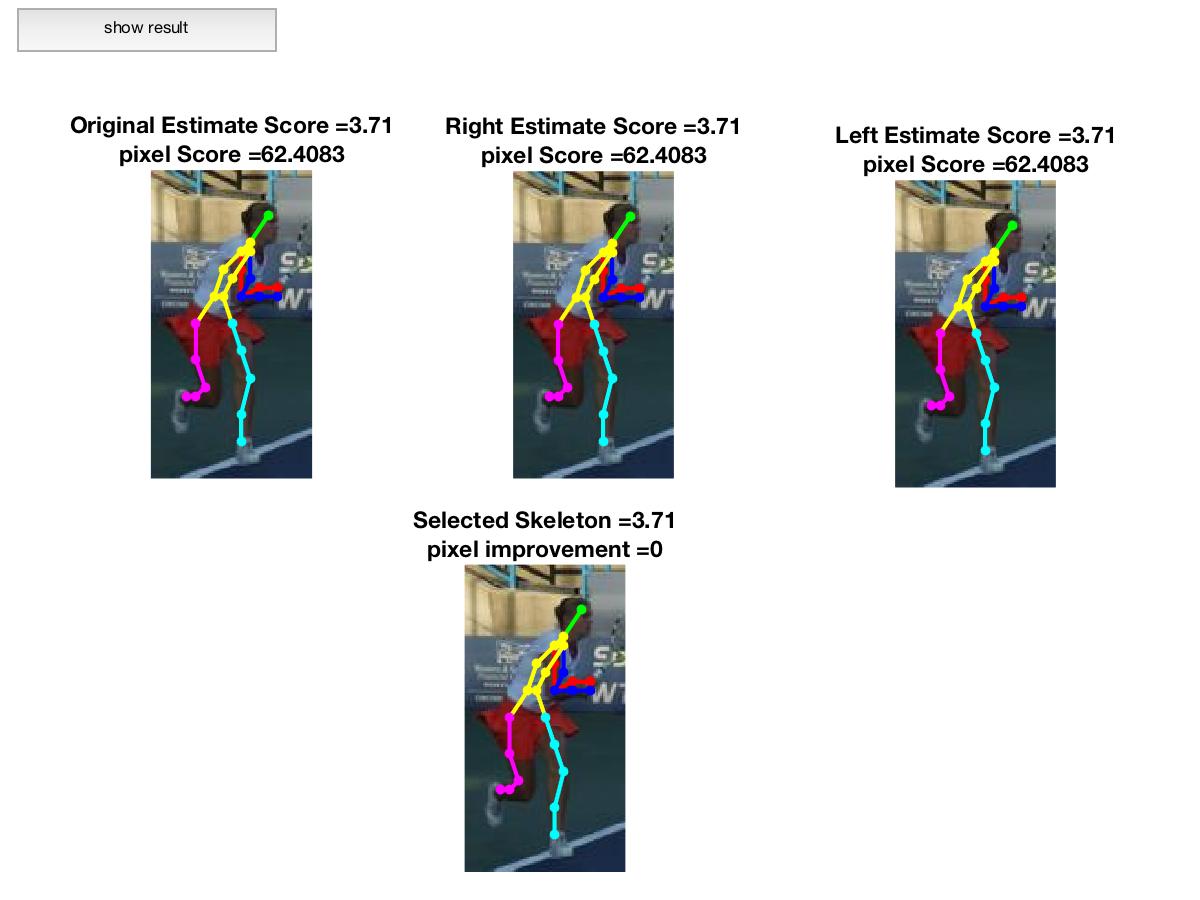 show result
Original Estimate Score =3.71
pixel Score =62.4083
Right Estimate Score =3.71
pixel Score =62.4083
Left Estimate Score =3.71
pixel Score =62.4083
Selected Skeleton =3.71
pixel improvement =0